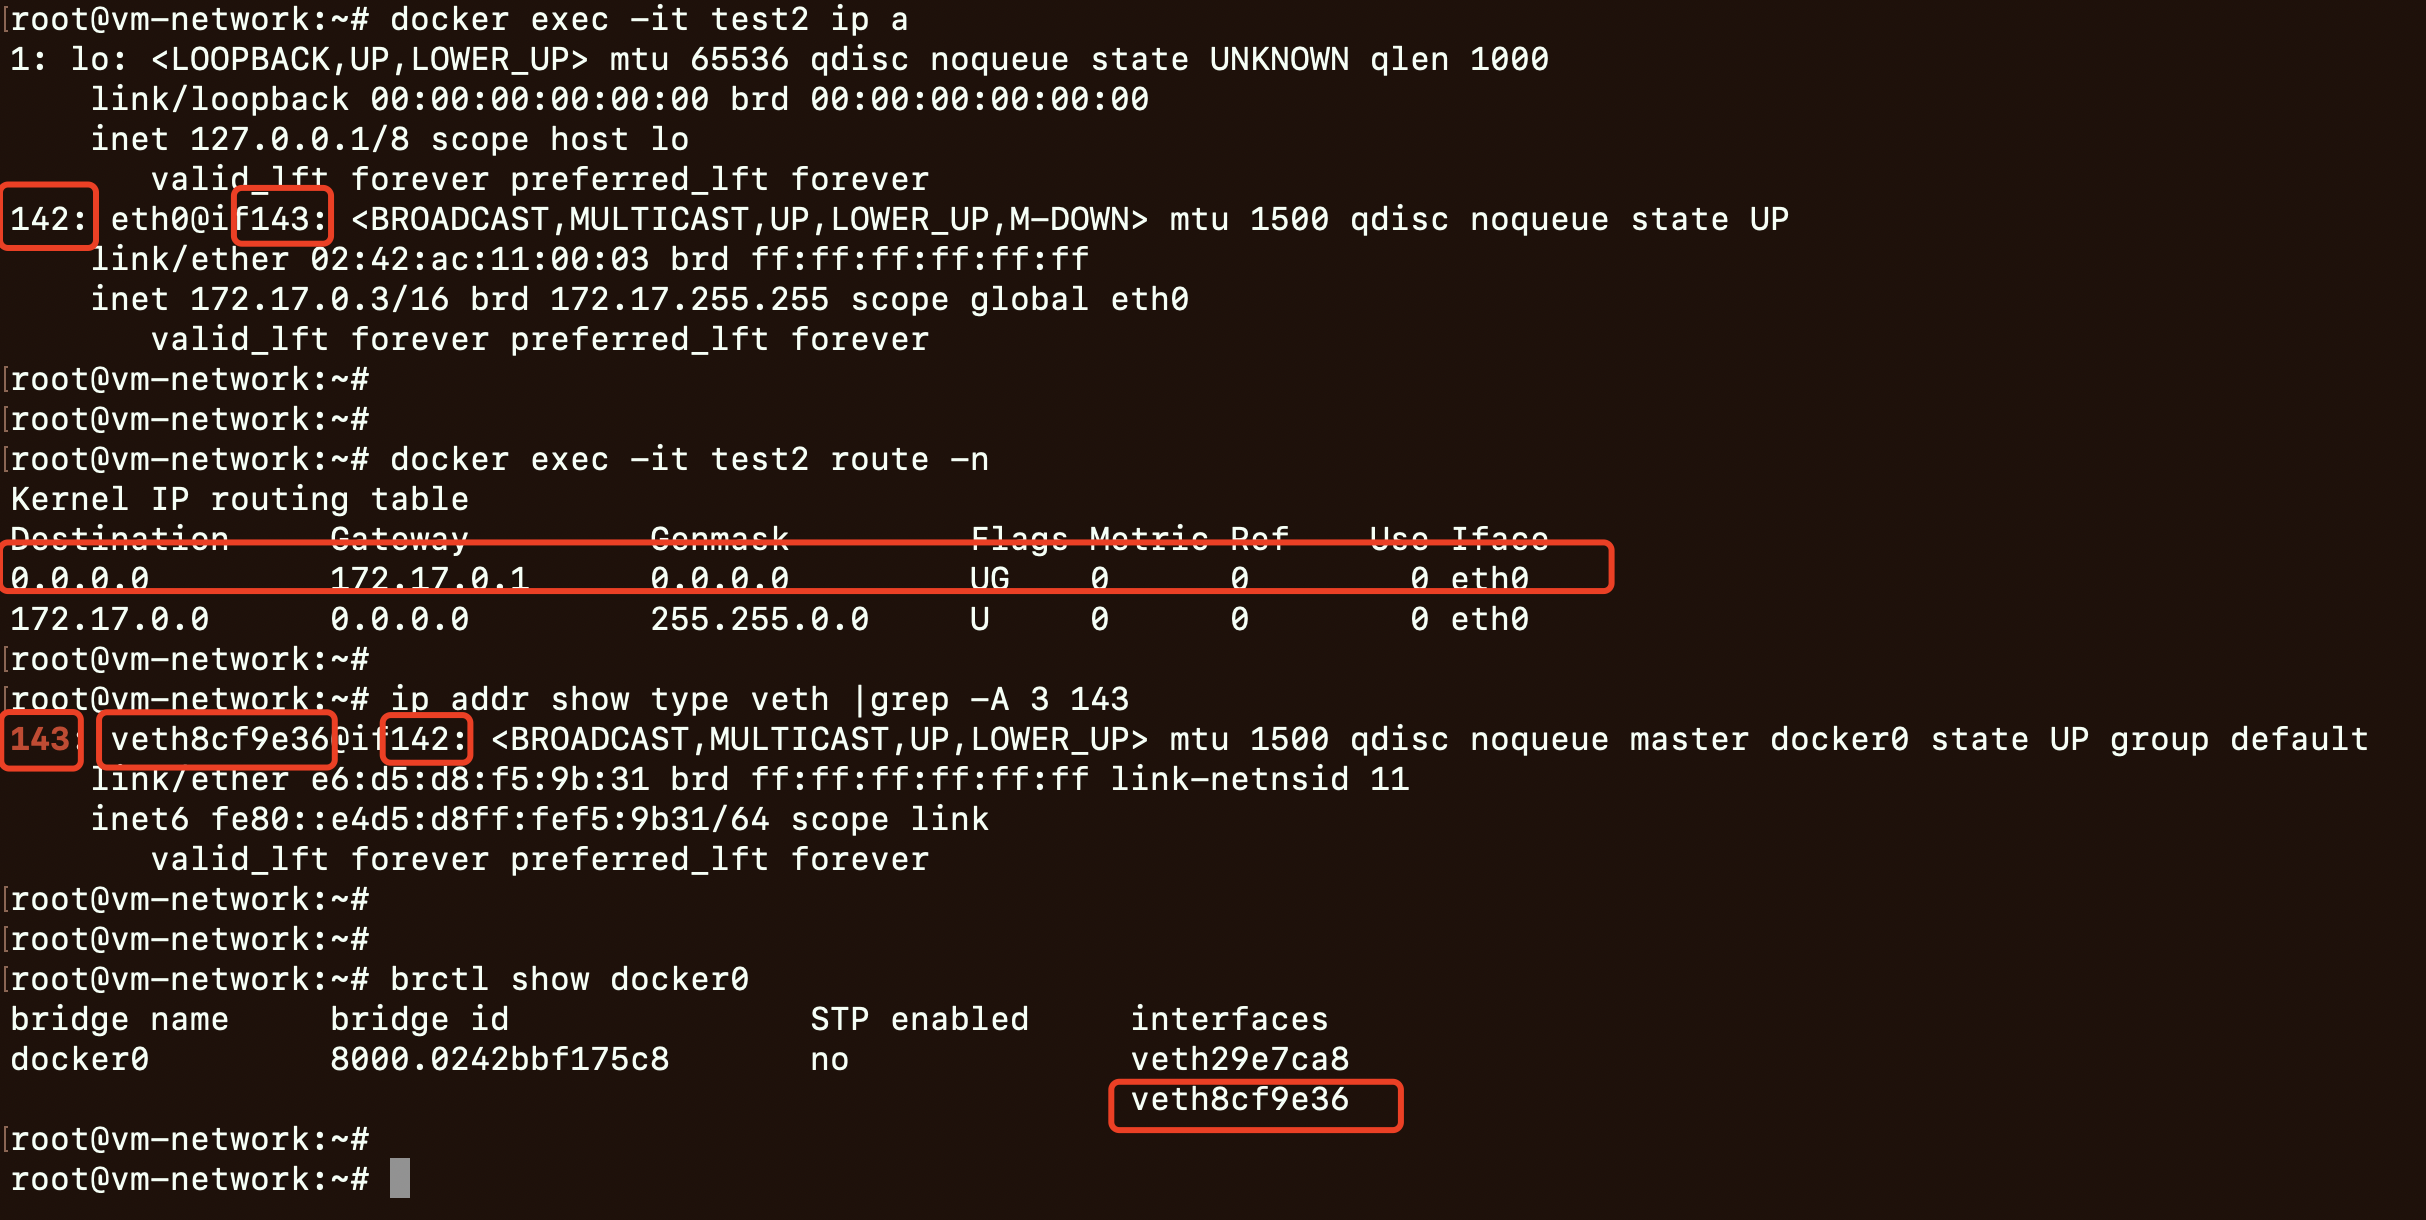 [root@vm-network:~# docker exec -it test2 ip a
1: lo: <LOOPBACK,UP,LOWER_UP> mtu 65536 qdisc noqueue state UNKNOWN qlen 1000
    link/loopback 00:00:00:00:00:00 brd 00:00:00:00:00:00
    inet 127.0.0.1/8 scope host lo
       valid_lft forever preferred_lft forever
142: eth0@if143: <BROADCAST,MULTICAST,UP,LOWER_UP,M-DOWN> mtu 1500 qdisc noqueue state UP
    link/ether 02:42:ac:11:00:03 brd ff:ff:ff:ff:ff:ff
    inet 172.17.0.3/16 brd 172.17.255.255 scope global eth0
       valid_lft forever preferred_lft forever
[root@vm-network:~#
[root@vm-network:~#
[root@vm-network:~# docker exec -it test2 route -n
Kernel IP routing table
Destination     Gateway         Genmask         Flags Metric Ref    Use Iface
0.0.0.0         172.17.0.1      0.0.0.0         UG    0      0        0 eth0
172.17.0.0      0.0.0.0         255.255.0.0     U     0      0        0 eth0
[root@vm-network:~#
[root@vm-network:~# ip addr show type veth |grep -A 3 143
143: veth8cf9e36@if142: <BROADCAST,MULTICAST,UP,LOWER_UP> mtu 1500 qdisc noqueue master docker0 state UP group default
    link/ether e6:d5:d8:f5:9b:31 brd ff:ff:ff:ff:ff:ff link-netnsid 11
    inet6 fe80::e4d5:d8ff:fef5:9b31/64 scope link
       valid_lft forever preferred_lft forever
[root@vm-network:~#
[root@vm-network:~#
[root@vm-network:~# brctl show docker0
bridge name     bridge id               STP enabled     interfaces
docker0         8000.0242bbf175c8       no              veth29e7ca8
                                                        veth8cf9e36
[root@vm-network:~#
root@vm-network:~#